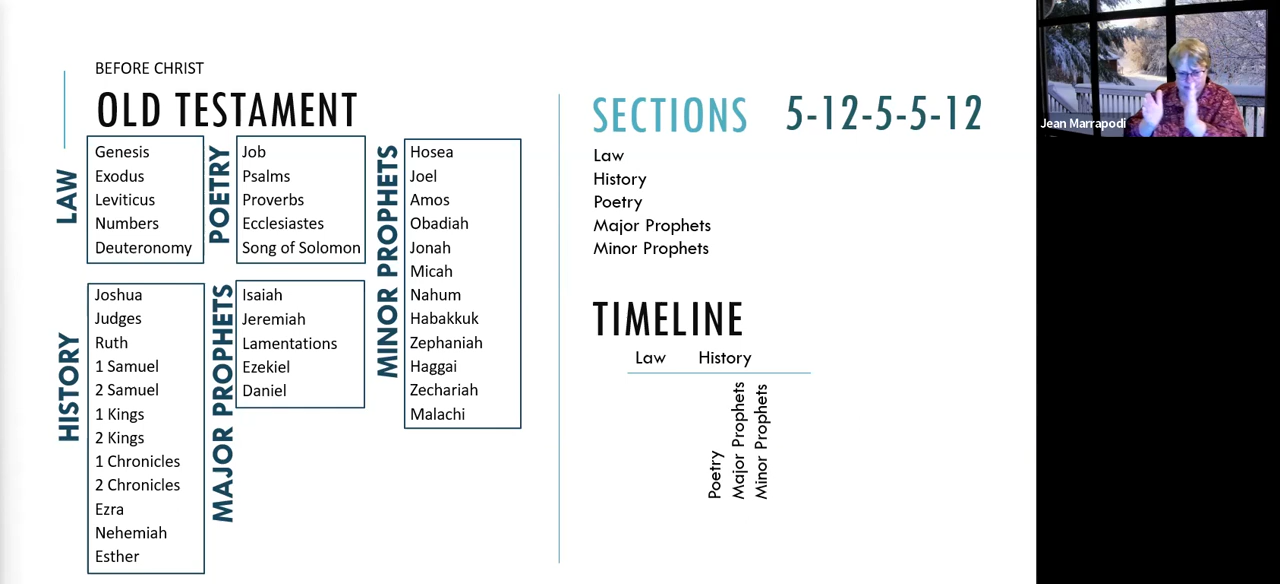 BEFORE CHRIST
OLD TESTAMENT
LAW
Genesis
Exodus
Leviticus
Numbers
Deuteronomy
HISTORY
Joshua
Judges
Ruth
1 Samuel
2 Samuel
1 Kings
2 Kings
1 Chronicles
2 Chronicles
Ezra
Nehemiah
Esther
POETRY
Job
Psalms
Proverbs
Ecclesiastes
Song of Solomon
MAJOR PROPHETS
Isaiah
Jeremiah
Lamentations
Ezekiel
Daniel
MINOR PROPHETS
Hosea
Joel
Amos
Obadiah
Jonah
Micah
Nahum
Habakkuk
Zephaniah
Haggai
Zechariah
Malachi
SECTIONS 5-12-5-5-12
Law
History
Poetry
Major Prophets
Minor Prophets
TIMELINE
Law History
Poetry
Major Prophets
Minor Prophets
Jean Marrapodi